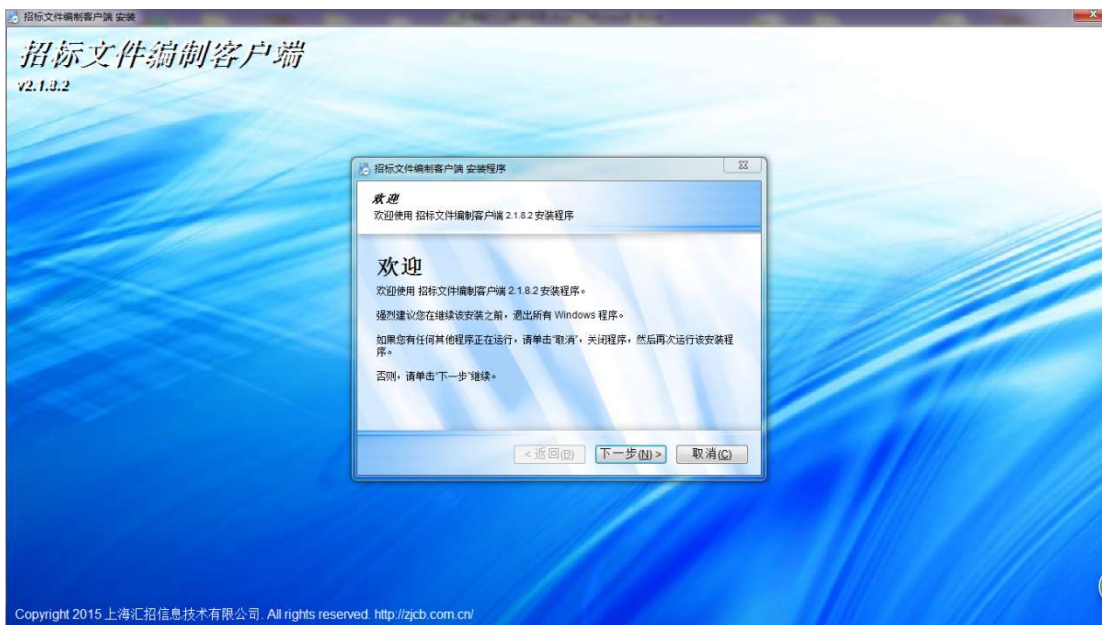 招标文件编制客户端 安装
招标文件编制客户端
v2.1.8.2
招标文件编制客户端 安装程序
欢迎
欢迎使用 招标文件编制客户端 2.1.8.2 安装程序
欢迎
欢迎使用 招标文件编制客户端 2.1.8.2 安装程序。
强烈建议您在继续该安装之前，退出所有 Windows 程序。
如果您有任何其他程序正在运行，请单击“取消”，关闭程序，然后再次运行该安装程
序。
否则，请单击“下一步”继续。
<返回(B) 下一步(N)> 取消(C)
Copyright 2015 上海汇招信息技术有限公司. All rights reserved. http://zjcb.com.cn/